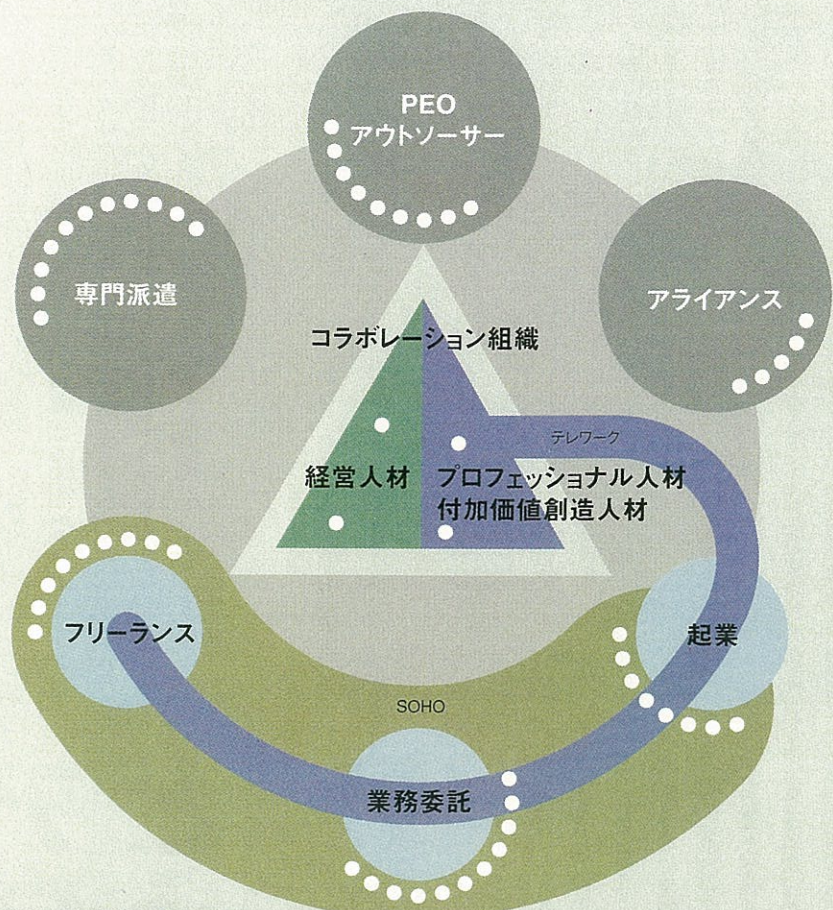 PEO
アウトソーサー
専門派遣
アライアンス
コラボレーション組織
テレワーク
経営人材
プロフェッショナル人材
付加価値創造人材
フリーランス
起業
SOHO
業務委託